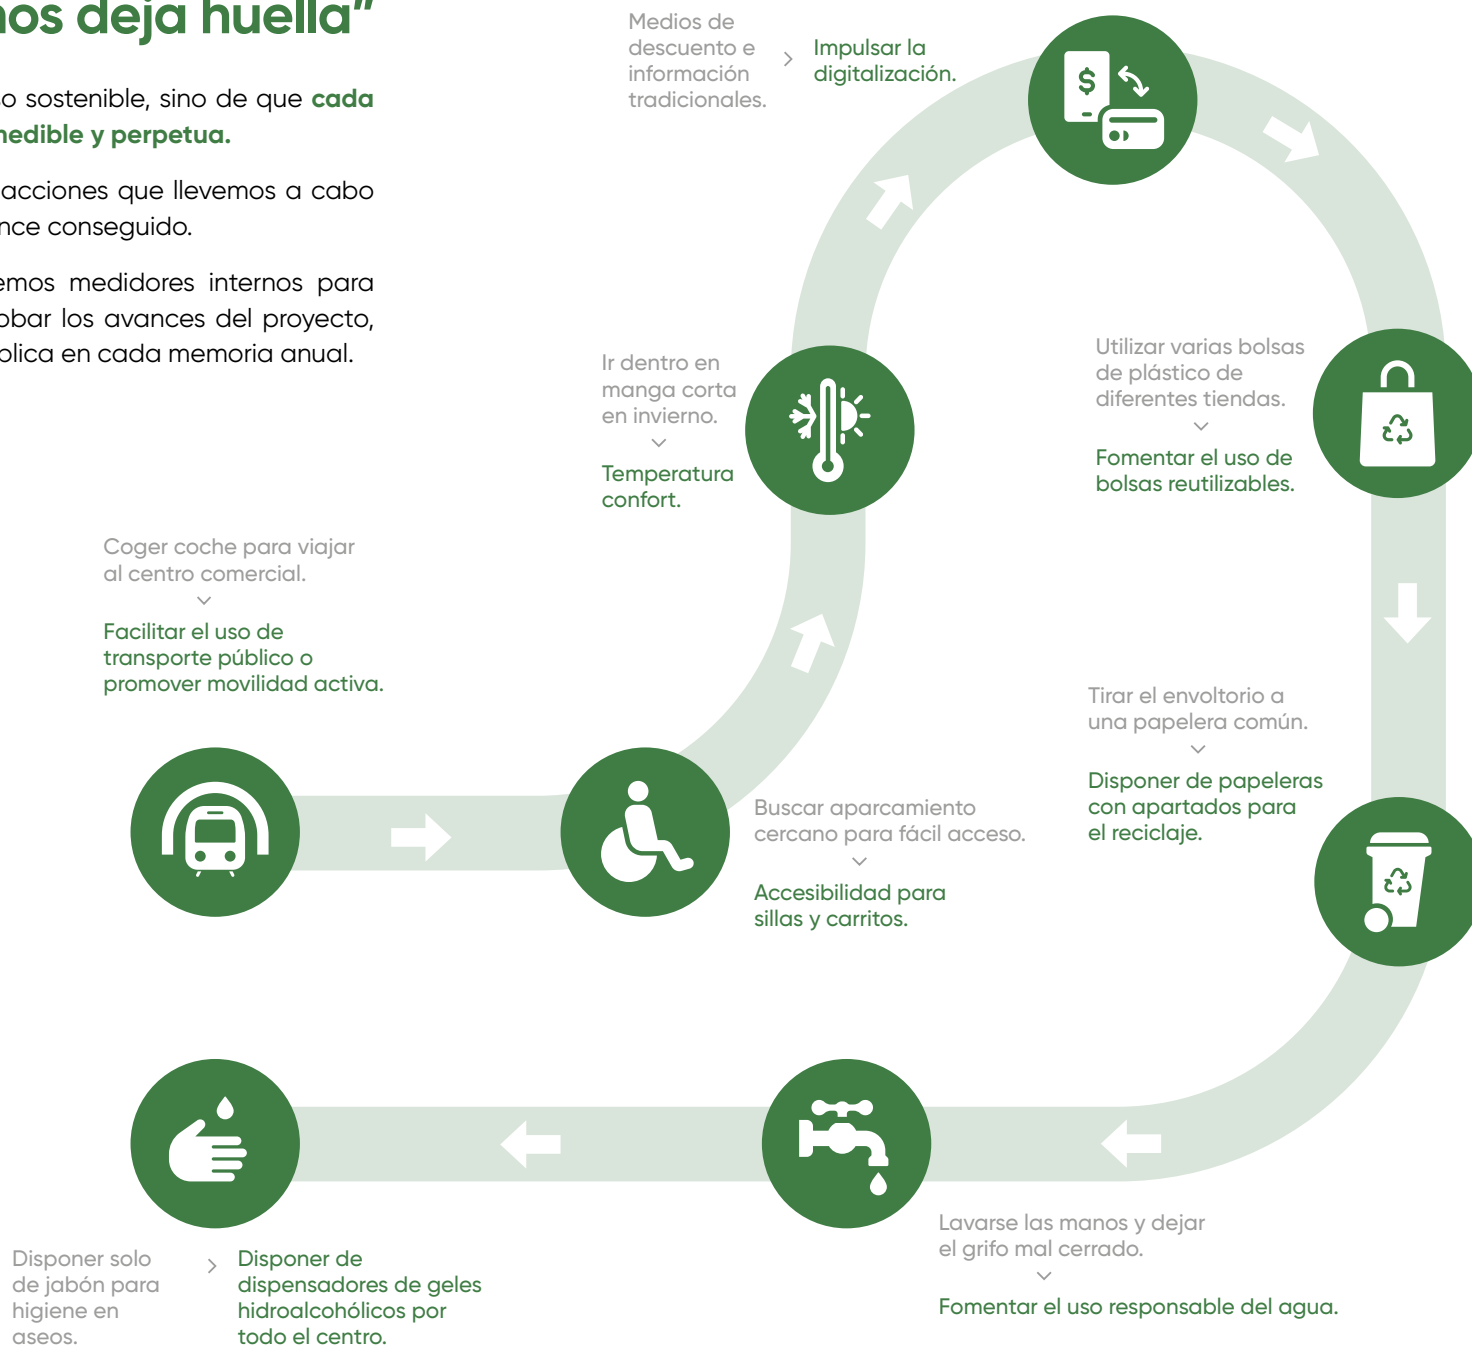 nos deja huella"
so sostenible, sino de que cada
medible y perpetua.
acciones que llevemos a cabo
nce conseguido.
emos medidores internos para
obar los avances del proyecto,
blica en cada memoria anual.
Medios de
descuento e
información
tradicionales.
Impulsar la
digitalización.
Ir dentro en
manga corta
en invierno.
Temperatura
confort.
Utilizar varias bolsas
de plástico de
diferentes tiendas.
Fomentar el uso de
bolsas reutilizables.
Coger coche para viajar
al centro comercial.
Facilitar el uso de
transporte público o
promover movilidad activa.
Tirar el envoltorio a
una papelera común.
Disponer de papeleras
con apartados para
el reciclaje.
Buscar aparcamiento
cercano para fácil acceso.
Accesibilidad para
sillas y carritos.
Lavarse las manos y dejar
el grifo mal cerrado.
Fomentar el uso responsable del agua.
Disponer solo
de jabón para
higiene en
aseos.
Disponer de
dispensadores de geles
hidroalcohólicos por
todo el centro.